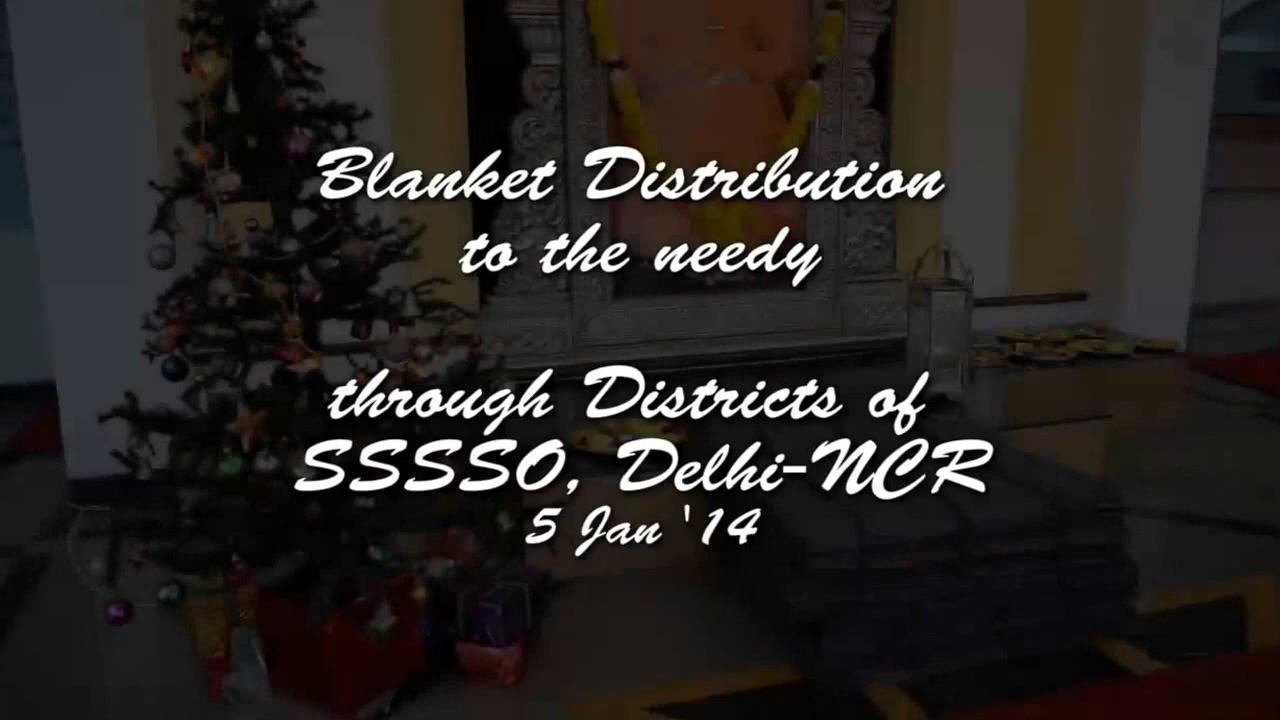 Blanket Distribution
to the needy
through Districts of
SSSSO, Delhi-NCR
5 Jan '14